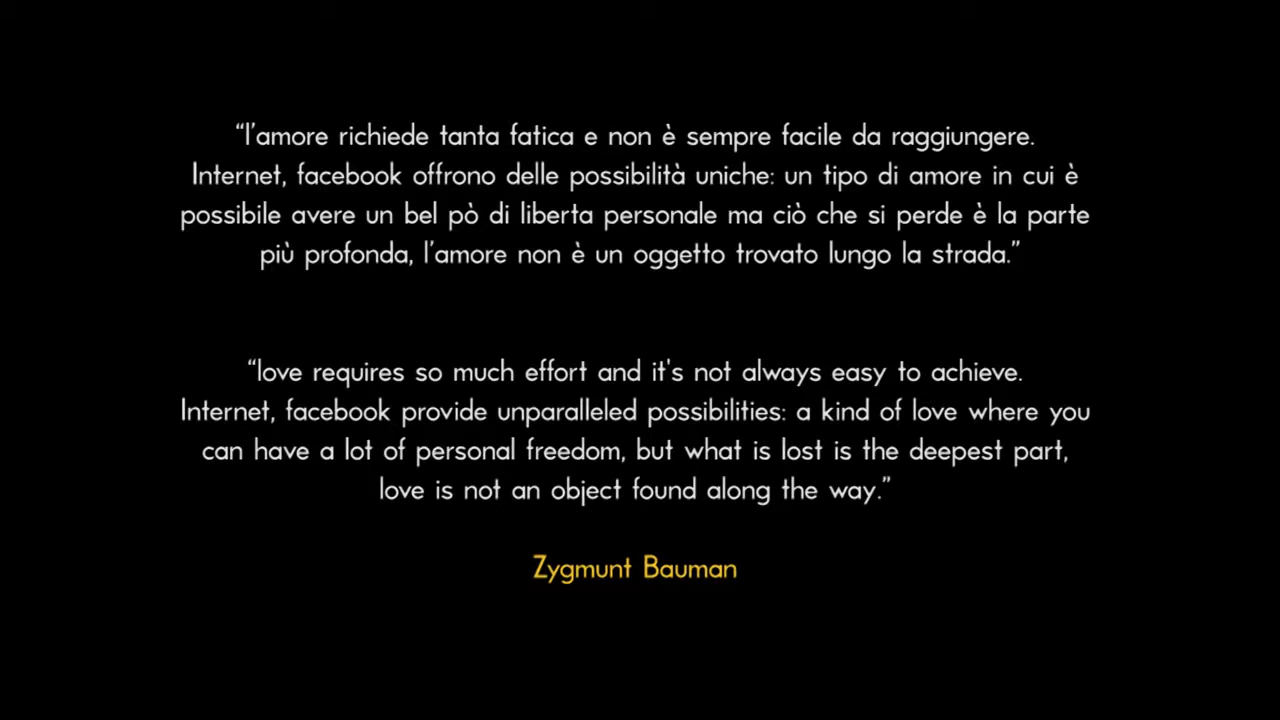 “l’amore richiede tanta fatica e non è sempre facile da raggiungere.
Internet, facebook offrono delle possibilità uniche: un tipo di amore in cui è
possibile avere un bel pò di liberta personale ma ciò che si perde è la parte
più profonda, l’amore non è un oggetto trovato lungo la strada.”
“love requires so much effort and it's not always easy to achieve.
Internet, facebook provide unparalleled possibilities: a kind of love where you
can have a lot of personal freedom, but what is lost is the deepest part,
love is not an object found along the way.”
Zygmunt Bauman